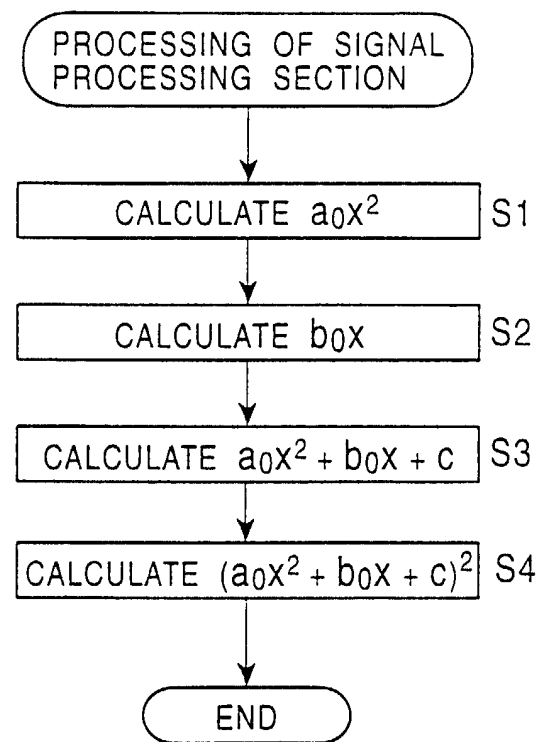 PROCESSING OF SIGNAL
PROCESSING SECTION
CALCULATE a₀x² S1
CALCULATE b₀x S2
CALCULATE a₀x² + b₀x + c S3
CALCULATE (a₀x² + b₀x + c)² S4
END